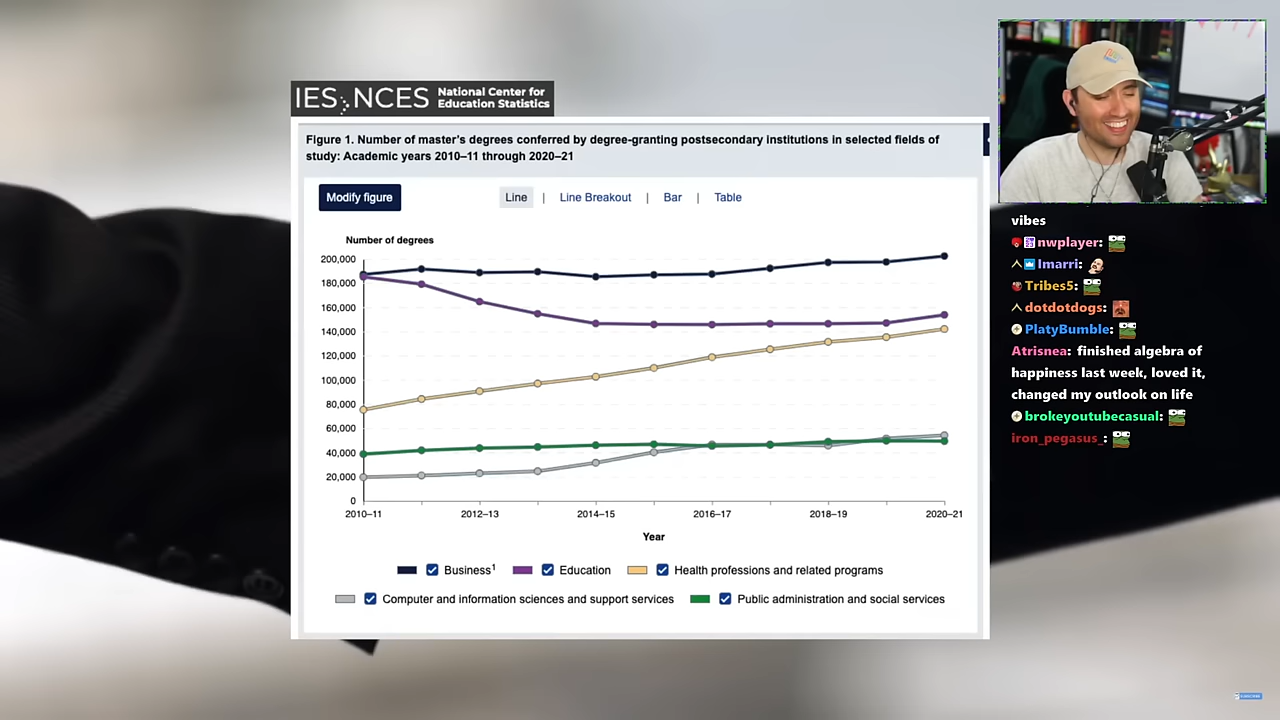 IES NCES National Center for
Education Statistics
Figure 1. Number of master's degrees conferred by degree-granting postsecondary institutions in selected fields of
study: Academic years 2010–11 through 2020–21
Modify figure
Line | Line Breakout | Bar | Table
Number of degrees
200,000
180,000
160,000
140,000
120,000
100,000
80,000
60,000
40,000
20,000
0
2010–11 2012–13 2014–15 2016–17 2018–19 2020–21
Year
Business¹ Education Health professions and related programs
Computer and information sciences and support services Public administration and social services
vibes
nwplayer:
Imarri:
Tribes5:
dotdotdogs:
PlatyBumble:
Atrisnea: finished algebra of
happiness last week, loved it,
changed my outlook on life
brokeyoutubecasual:
iron_pegasus_:
SUBSCRIBE